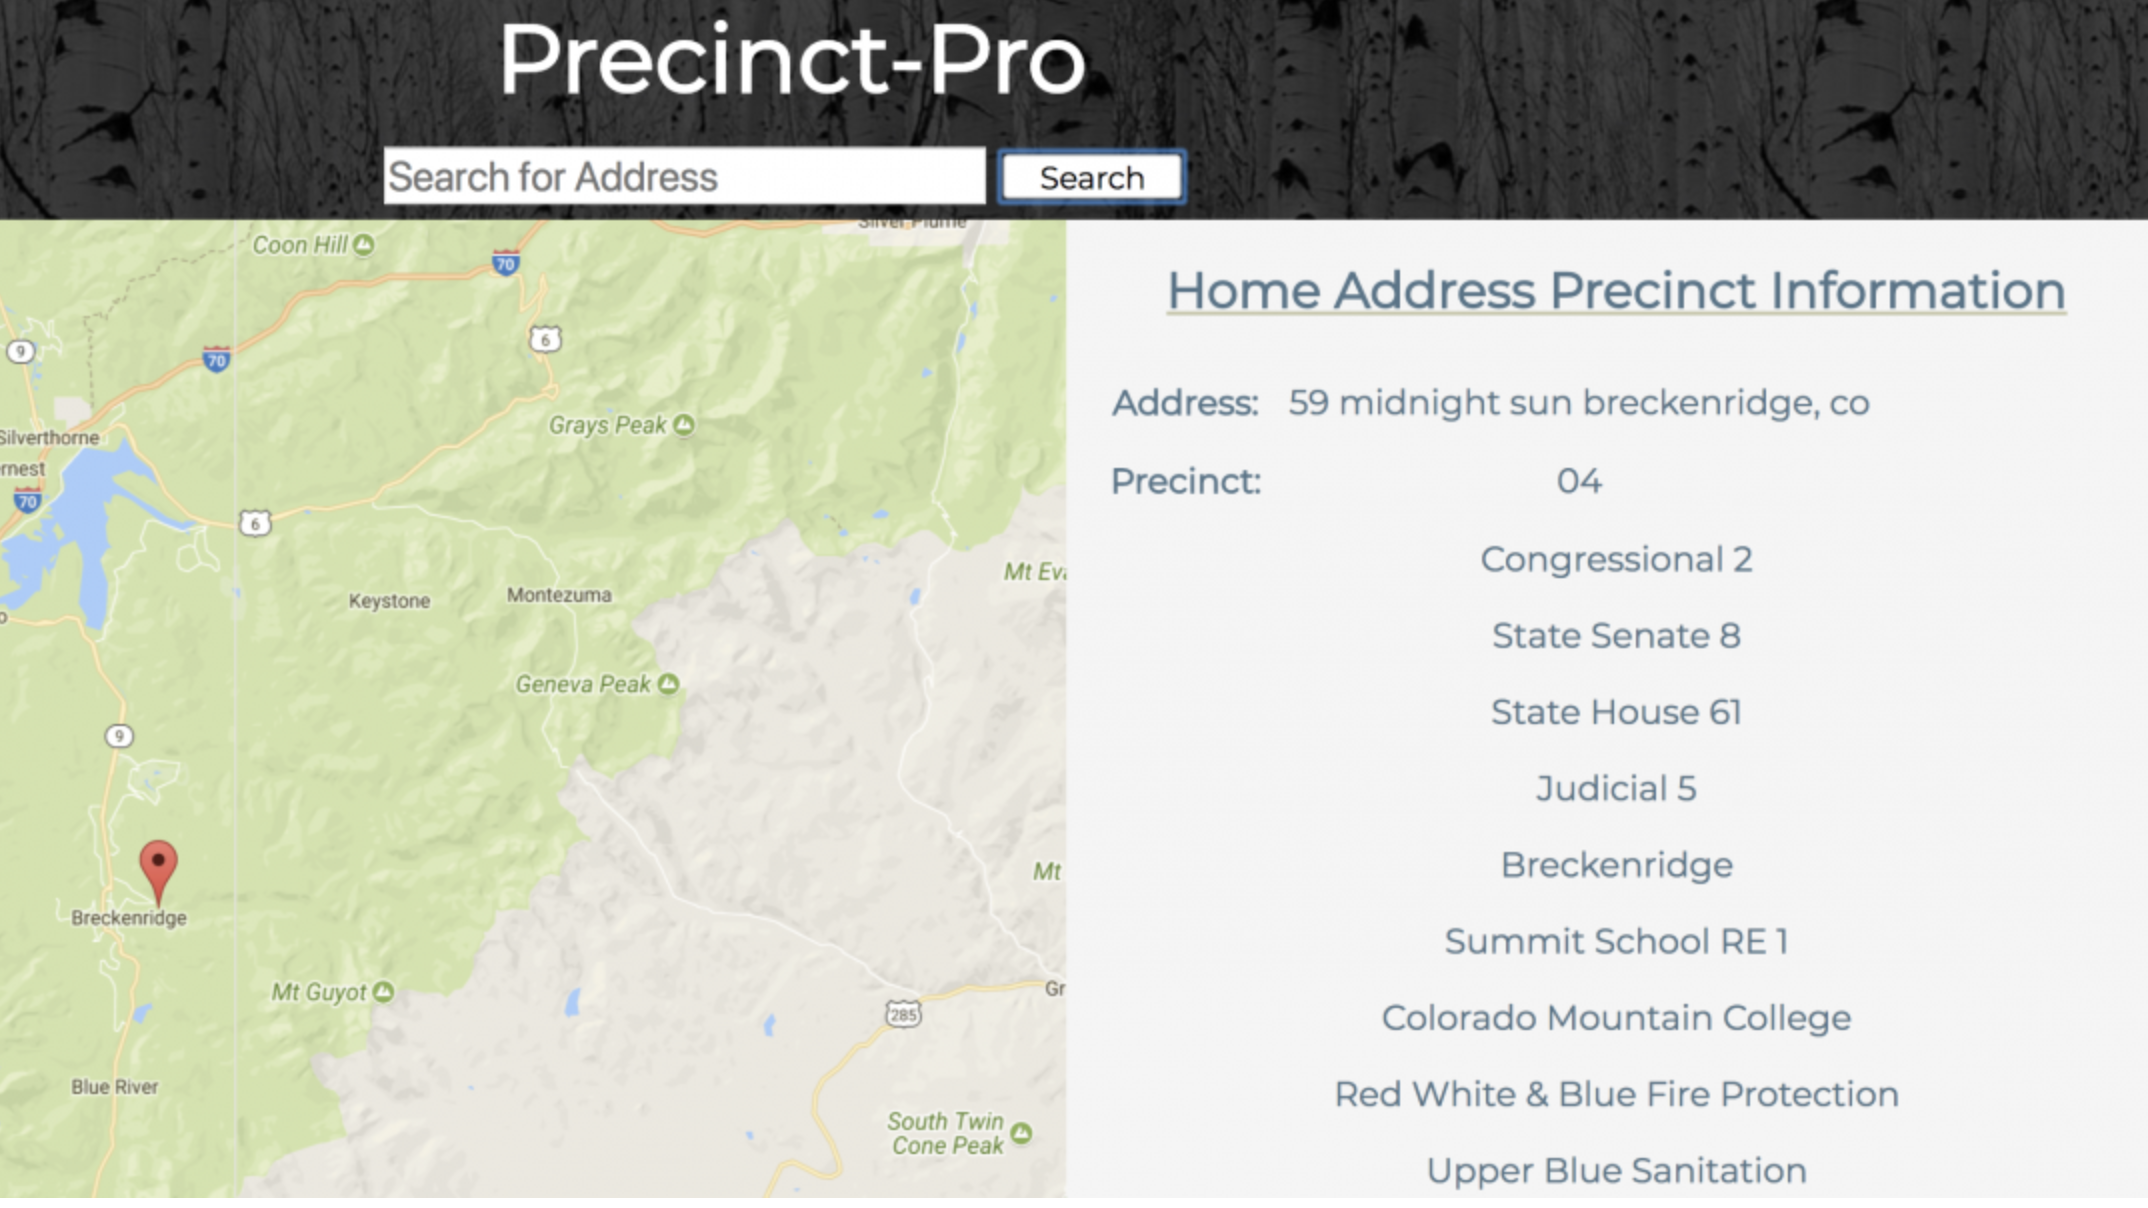 Precinct-Pro
Search for Address
Search
Silver Plume
Coon Hill
70
6
9
70
Grays Peak
Silverthorne
rnest
70
6
Mt Eva
Keystone
Montezuma
Geneva Peak
9
Mt
Breckenridge
Mt Guyot
Gr
285
Blue River
South Twin
Cone Peak
Home Address Precinct Information
Address: 59 midnight sun breckenridge, co
Precinct: 04
Congressional 2
State Senate 8
State House 61
Judicial 5
Breckenridge
Summit School RE 1
Colorado Mountain College
Red White & Blue Fire Protection
Upper Blue Sanitation